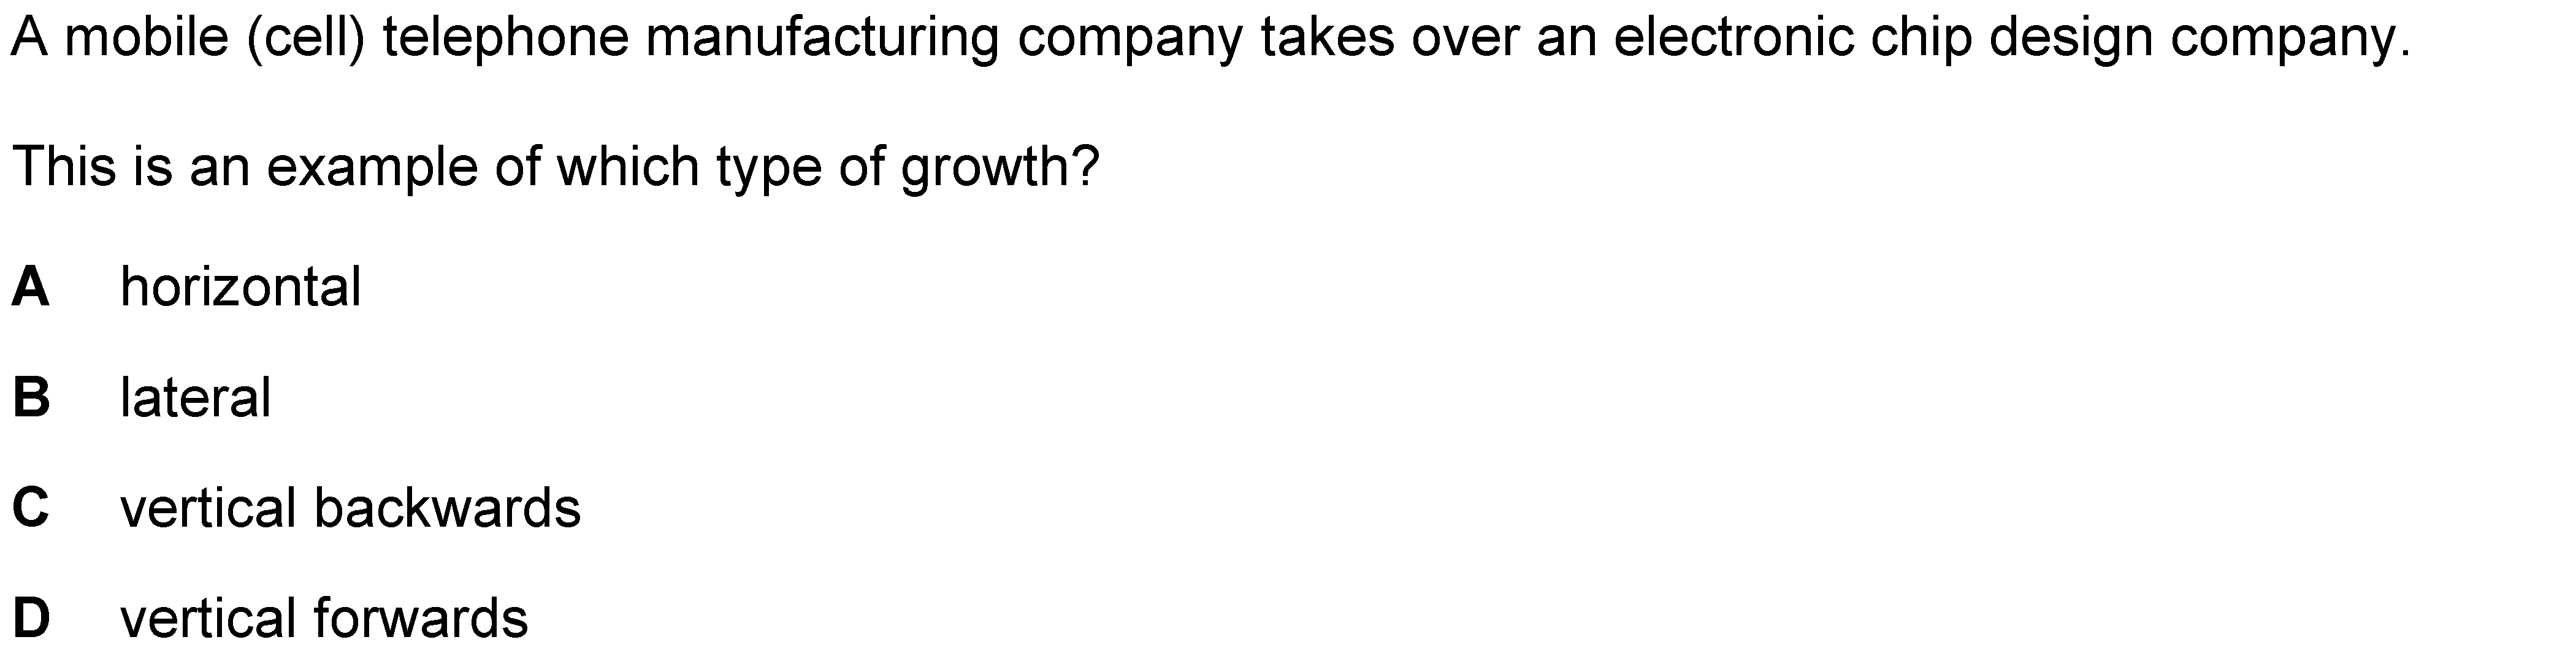 A mobile (cell) telephone manufacturing company takes over an electronic chip design company.
This is an example of which type of growth?
A horizontal
B lateral
C vertical backwards
D vertical forwards